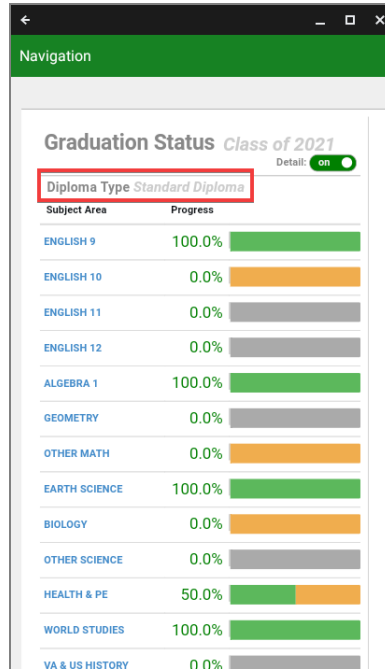 Navigation
Graduation Status Class of 2021
Detail: on
Diploma Type Standard Diploma
Subject Area Progress
ENGLISH 9 100.0%
ENGLISH 10 0.0%
ENGLISH 11 0.0%
ENGLISH 12 0.0%
ALGEBRA 1 100.0%
GEOMETRY 0.0%
OTHER MATH 0.0%
EARTH SCIENCE 100.0%
BIOLOGY 0.0%
OTHER SCIENCE 0.0%
HEALTH & PE 50.0%
WORLD STUDIES 100.0%
VA & US HISTORY 0.0%